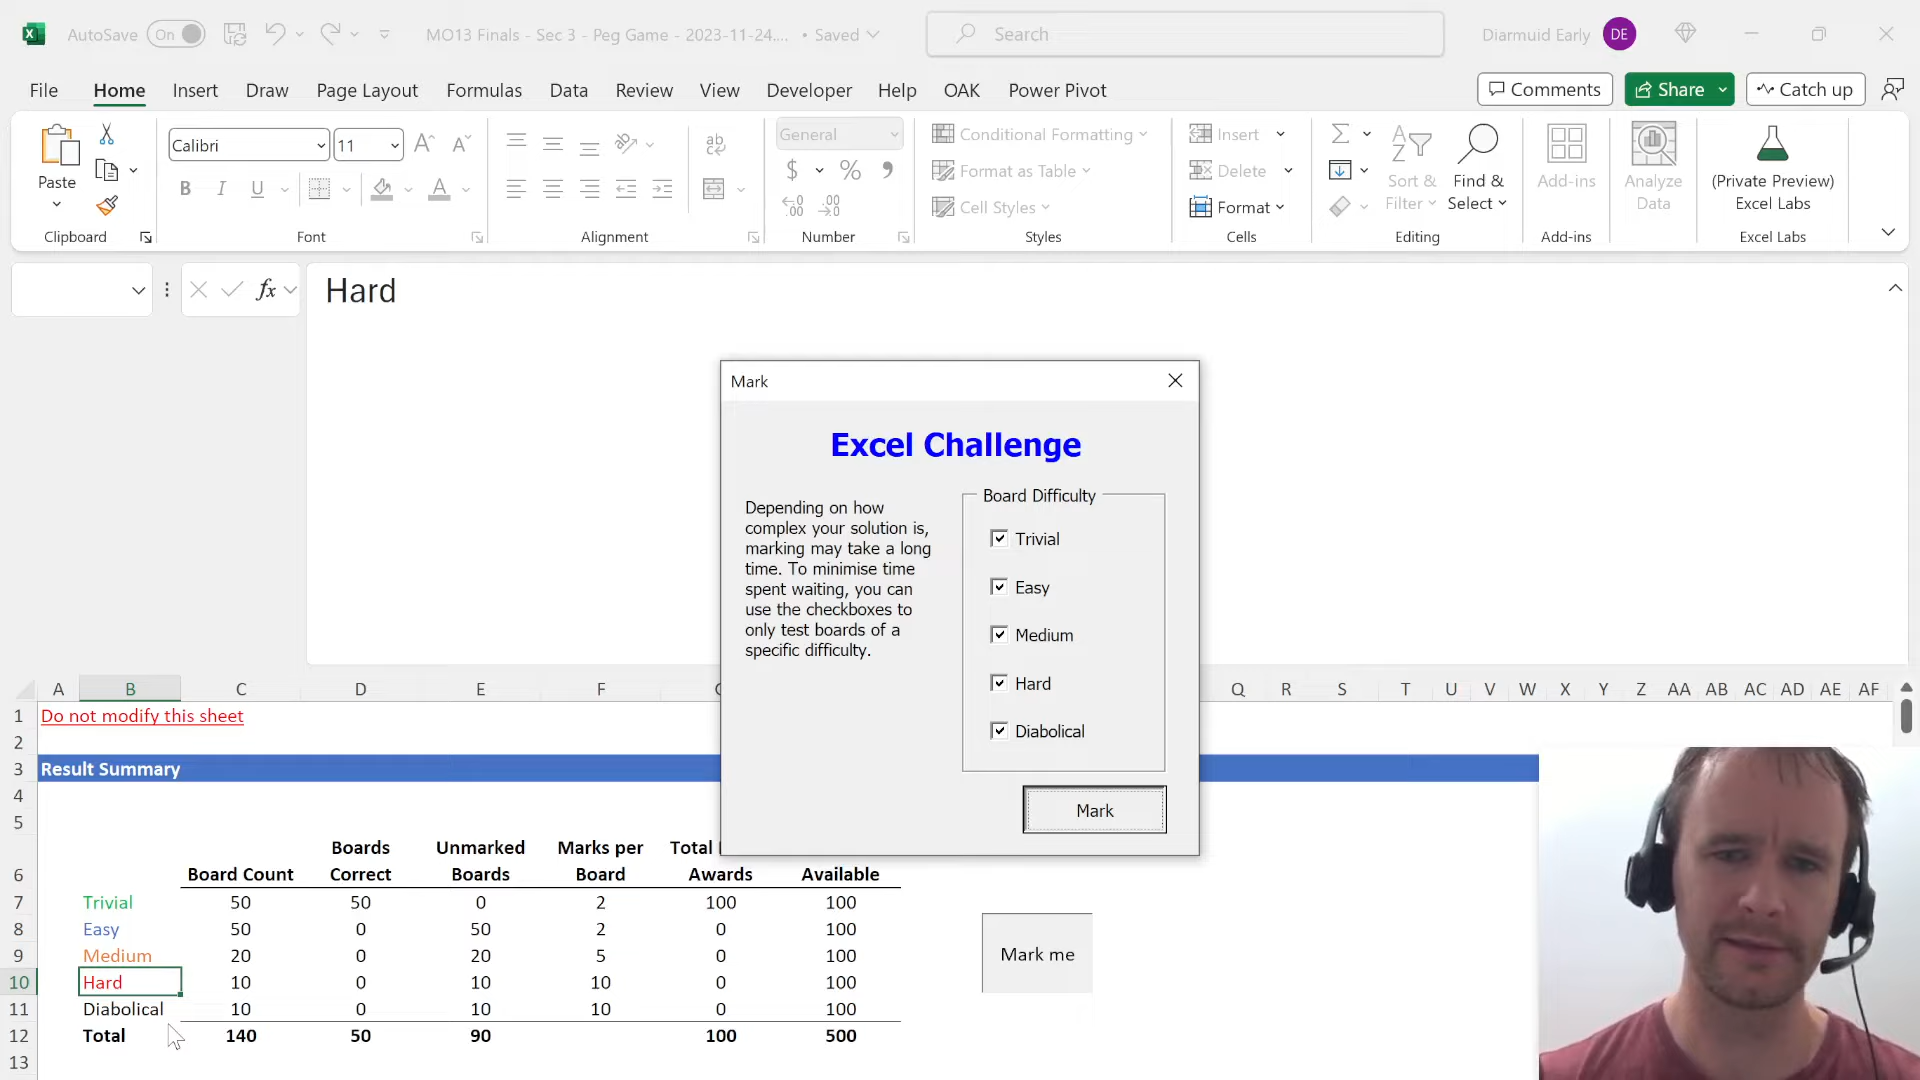 AutoSave On MO13 Finals - Sec 3 - Peg Game - 2023-11-24.... • Saved Search Diarmuid Early DE
File Home Insert Draw Page Layout Formulas Data Review View Developer Help OAK Power Pivot Comments Share Catch up
Paste
Clipboard
Calibri 11
B I U A
Font
ab
Alignment
General
$ % ,
Number
Conditional Formatting
Format as Table
Cell Styles
Styles
Insert
Delete
Format
Cells
Sort &
Filter
Find &
Select
Editing
Add-ins
Add-ins
Analyze
Data
(Private Preview)
Excel Labs
Excel Labs
fx Hard
Mark
Excel Challenge
Depending on how
complex your solution is,
marking may take a long
time. To minimise time
spent waiting, you can
use the checkboxes to
only test boards of a
specific difficulty.
Board Difficulty
Trivial
Easy
Medium
Hard
Diabolical
Mark
A B C D E F Q R S T U V W X Y Z AA AB AC AD AE AF
1 Do not modify this sheet
2
3 Result Summary
4
5
Boards Unmarked Marks per Total
6 Board Count Correct Boards Board Awards Available
7 Trivial 50 50 0 2 100 100
8 Easy 50 0 50 2 0 100
9 Medium 20 0 20 5 0 100
10 Hard 10 0 10 10 0 100
11 Diabolical 10 0 10 10 0 100
12 Total 140 50 90 100 500
13
Mark me